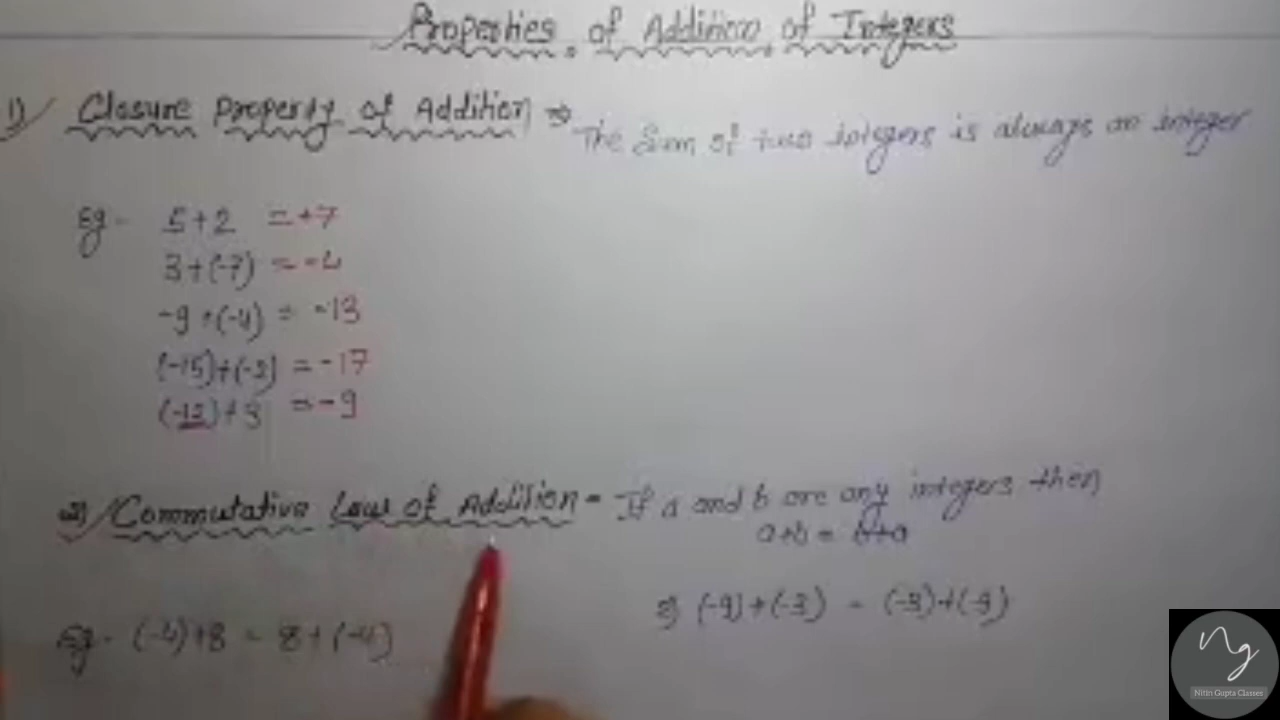 Properties of Addition of Integers
1) Closure Property of Addition ⇒ The Sum of two integers is always an integer
Eg - 5+2 = +7
3+(-7) = -4
-9+(-4) = -13
(-15)+(-2) = -17
(-12)+3 = -9
2) Commutative Law of Addition = If a and b are any integers then
a+b = b+a
Eg - (-4)+8 = 8+(-4)
2) (-9)+(-3) = (-3)+(-9)
Ng
Nitin Gupta Classes